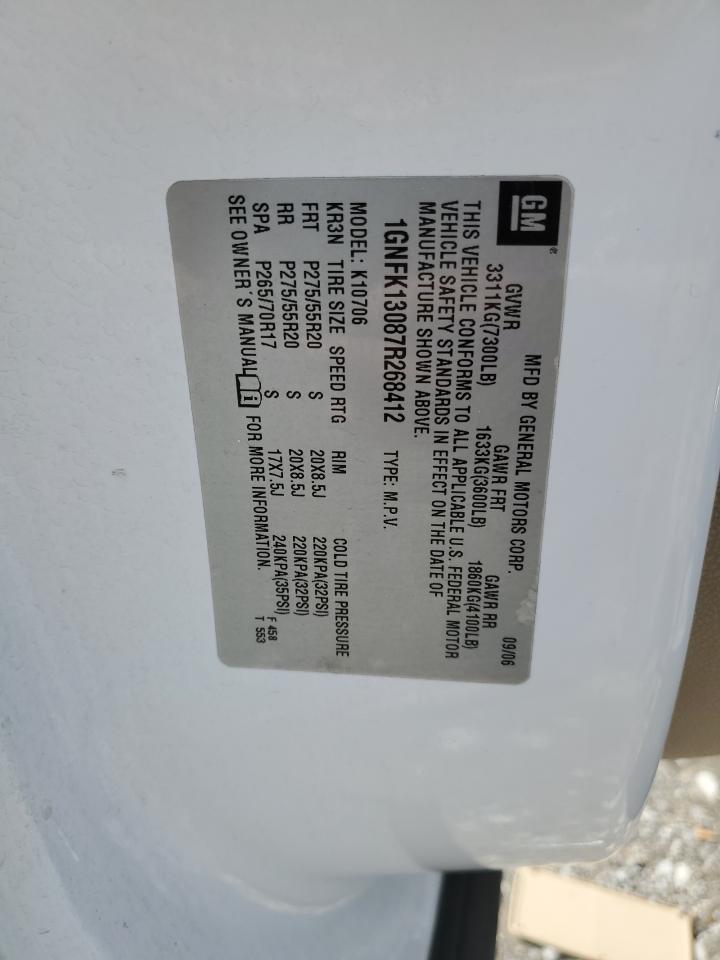 GM
MFD BY GENERAL MOTORS CORP.
09/06
GVWR GAWR FRT GAWR RR
3311KG(7300LB) 1633KG(3600LB) 1860KG(4100LB)
THIS VEHICLE CONFORMS TO ALL APPLICABLE U.S. FEDERAL MOTOR
VEHICLE SAFETY STANDARDS IN EFFECT ON THE DATE OF
MANUFACTURE SHOWN ABOVE.
1GNFK13087R268412 TYPE: M.P.V.
MODEL: K10706
KR3N TIRE SIZE SPEED RTG RIM COLD TIRE PRESSURE
FRT P275/55R20 S 20X8.5J 220KPA(32PSI)
RR P275/55R20 S 20X8.5J 220KPA(32PSI)
SPA P265/70R17 S 17X7.5J 240KPA(35PSI)
SEE OWNER'S MANUAL FOR MORE INFORMATION.
F 458
T 553